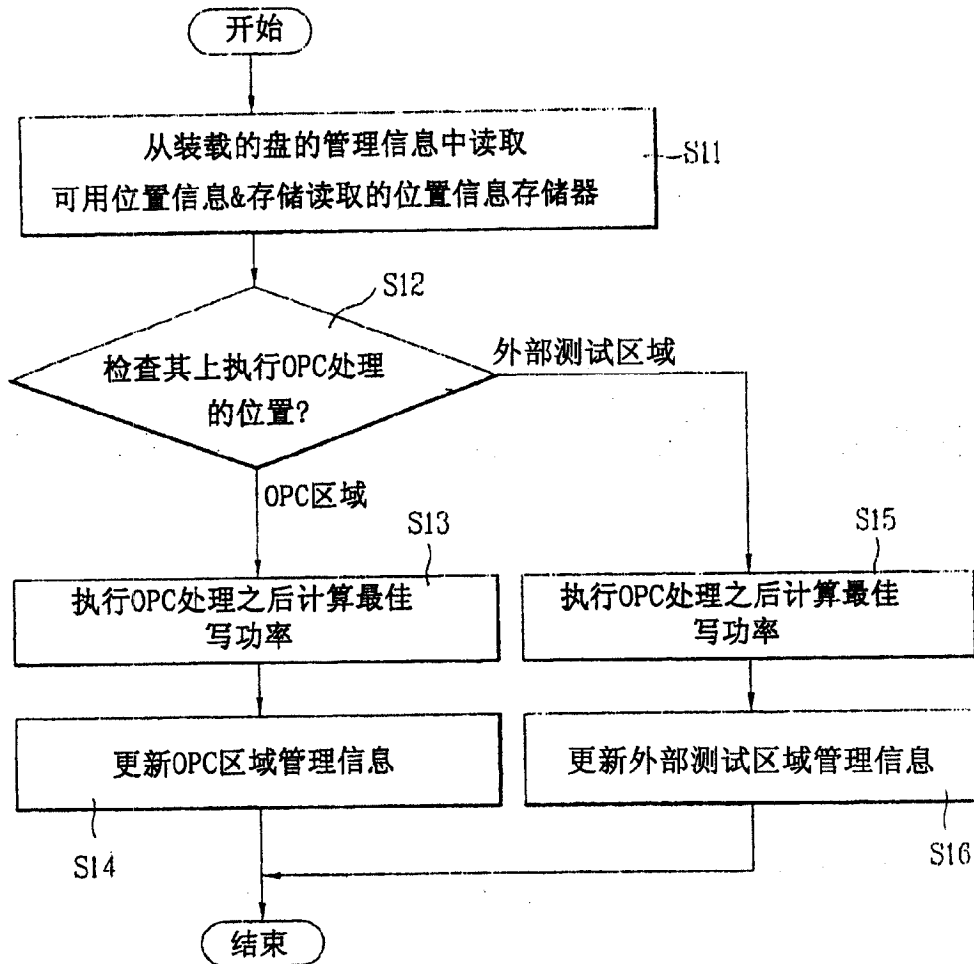 开始
从装载的盘的管理信息中读取
可用位置信息&存储读取的位置信息存储器
S11
S12
检查其上执行OPC处理
的位置?
外部测试区域
OPC区域
S13
S15
执行OPC处理之后计算最佳
写功率
执行OPC处理之后计算最佳
写功率
更新OPC区域管理信息
更新外部测试区域管理信息
S14
S16
结束